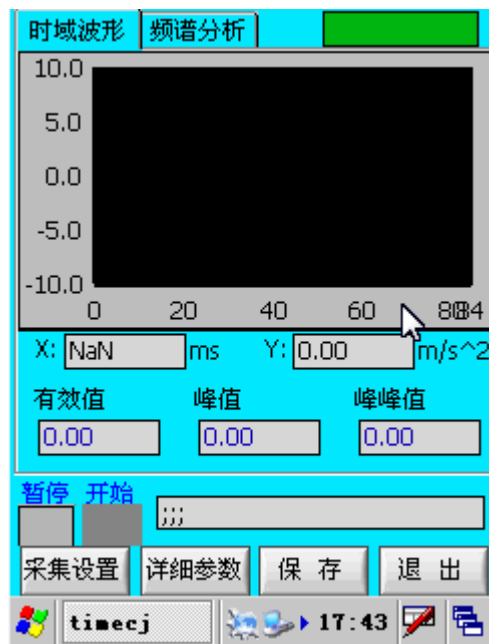 时域波形 频谱分析
10.0
5.0
0.0
-5.0
-10.0
0 20 40 60 80 84
X: NaN ms Y: 0.00 m/s^2
有效值 峰值 峰峰值
0.00 0.00 0.00
暂停 开始
;;;
采集设置 详细参数 保 存 退 出
timecj 17:43